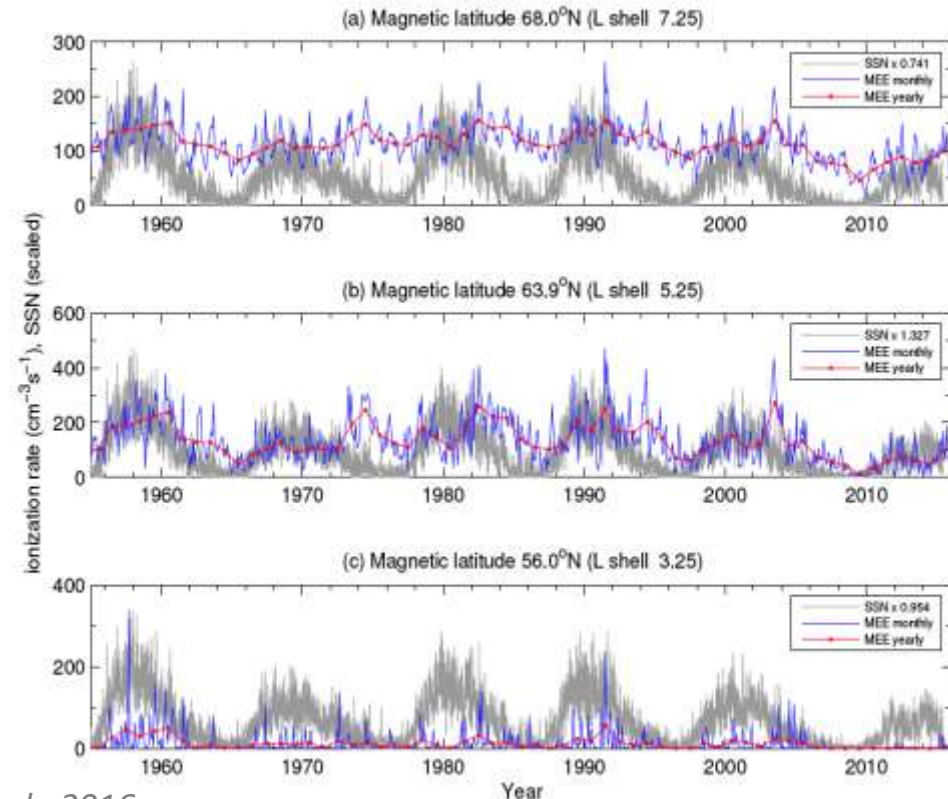 (a) Magnetic latitude 68.0°N (L shell 7.25)
300
200
100
0
SSN x 0.741
MEE monthly
MEE yearly
1960 1970 1980 1990 2000 2010
ionization rate (cm⁻³s⁻¹), SSN (scaled)
(b) Magnetic latitude 63.9°N (L shell 5.25)
600
400
200
0
SSN x 1.327
MEE monthly
MEE yearly
1960 1970 1980 1990 2000 2010
(c) Magnetic latitude 56.0°N (L shell 3.25)
400
200
0
SSN x 0.954
MEE monthly
MEE yearly
1960 1970 1980 1990 2000 2010
Year
2016